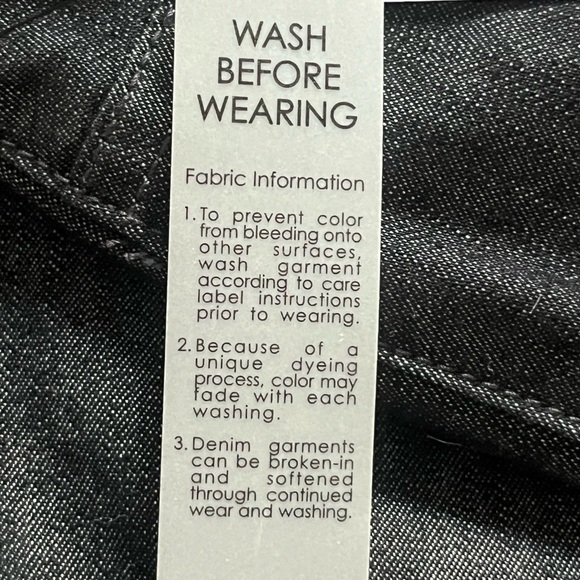 WASH
BEFORE
WEARING
Fabric Information
1. To prevent color
from bleeding onto
other surfaces,
wash garment
according to care
label instructions
prior to wearing.
2. Because of a
unique dyeing
process, color may
fade with each
washing.
3. Denim garments
can be broken-in
and softened
through continued
wear and washing.